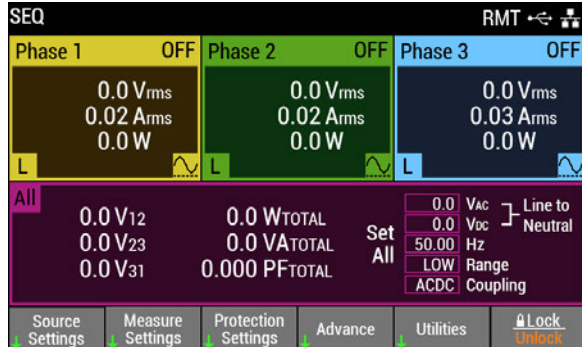 SEQ RMT
Phase 1 OFF Phase 2 OFF Phase 3 OFF
0.0 Vrms 0.0 Vrms 0.0 Vrms
0.02 Arms 0.02 Arms 0.03 Arms
0.0 W 0.0 W 0.0 W
L L L
All
0.0 V12 0.0 WTOTAL
0.0 V23 0.0 VATOTAL
0.0 V31 0.000 PFTOTAL
Set
All
0.0 VAC
0.0 VDC
Line to
Neutral
50.00 Hz
LOW Range
ACDC Coupling
Source
Settings
Measure
Settings
Protection
Settings
Advance
Utilities
Lock
Unlock